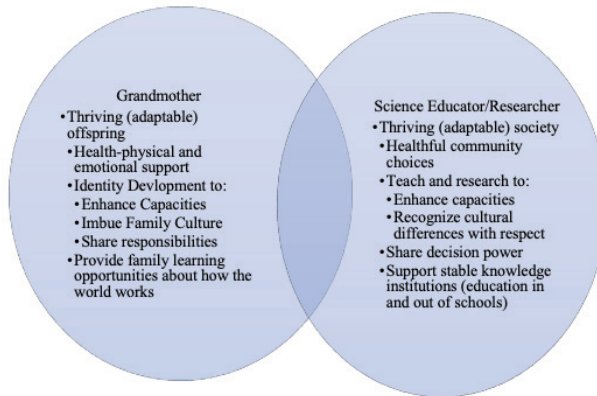 Grandmother
•Thriving (adaptable)
offspring
•Health-physical and
emotional support
•Identity Devlopment to:
•Enhance Capacities
•Imbue Family Culture
•Share responsibilities
•Provide family learning
opportunities about how the
world works
Science Educator/Researcher
•Thriving (adaptable) society
•Healthful community
choices
•Teach and research to:
•Enhance capacities
•Recognize cultural
differences with respect
•Share decision power
•Support stable knowledge
institutions (education in
and out of schools)